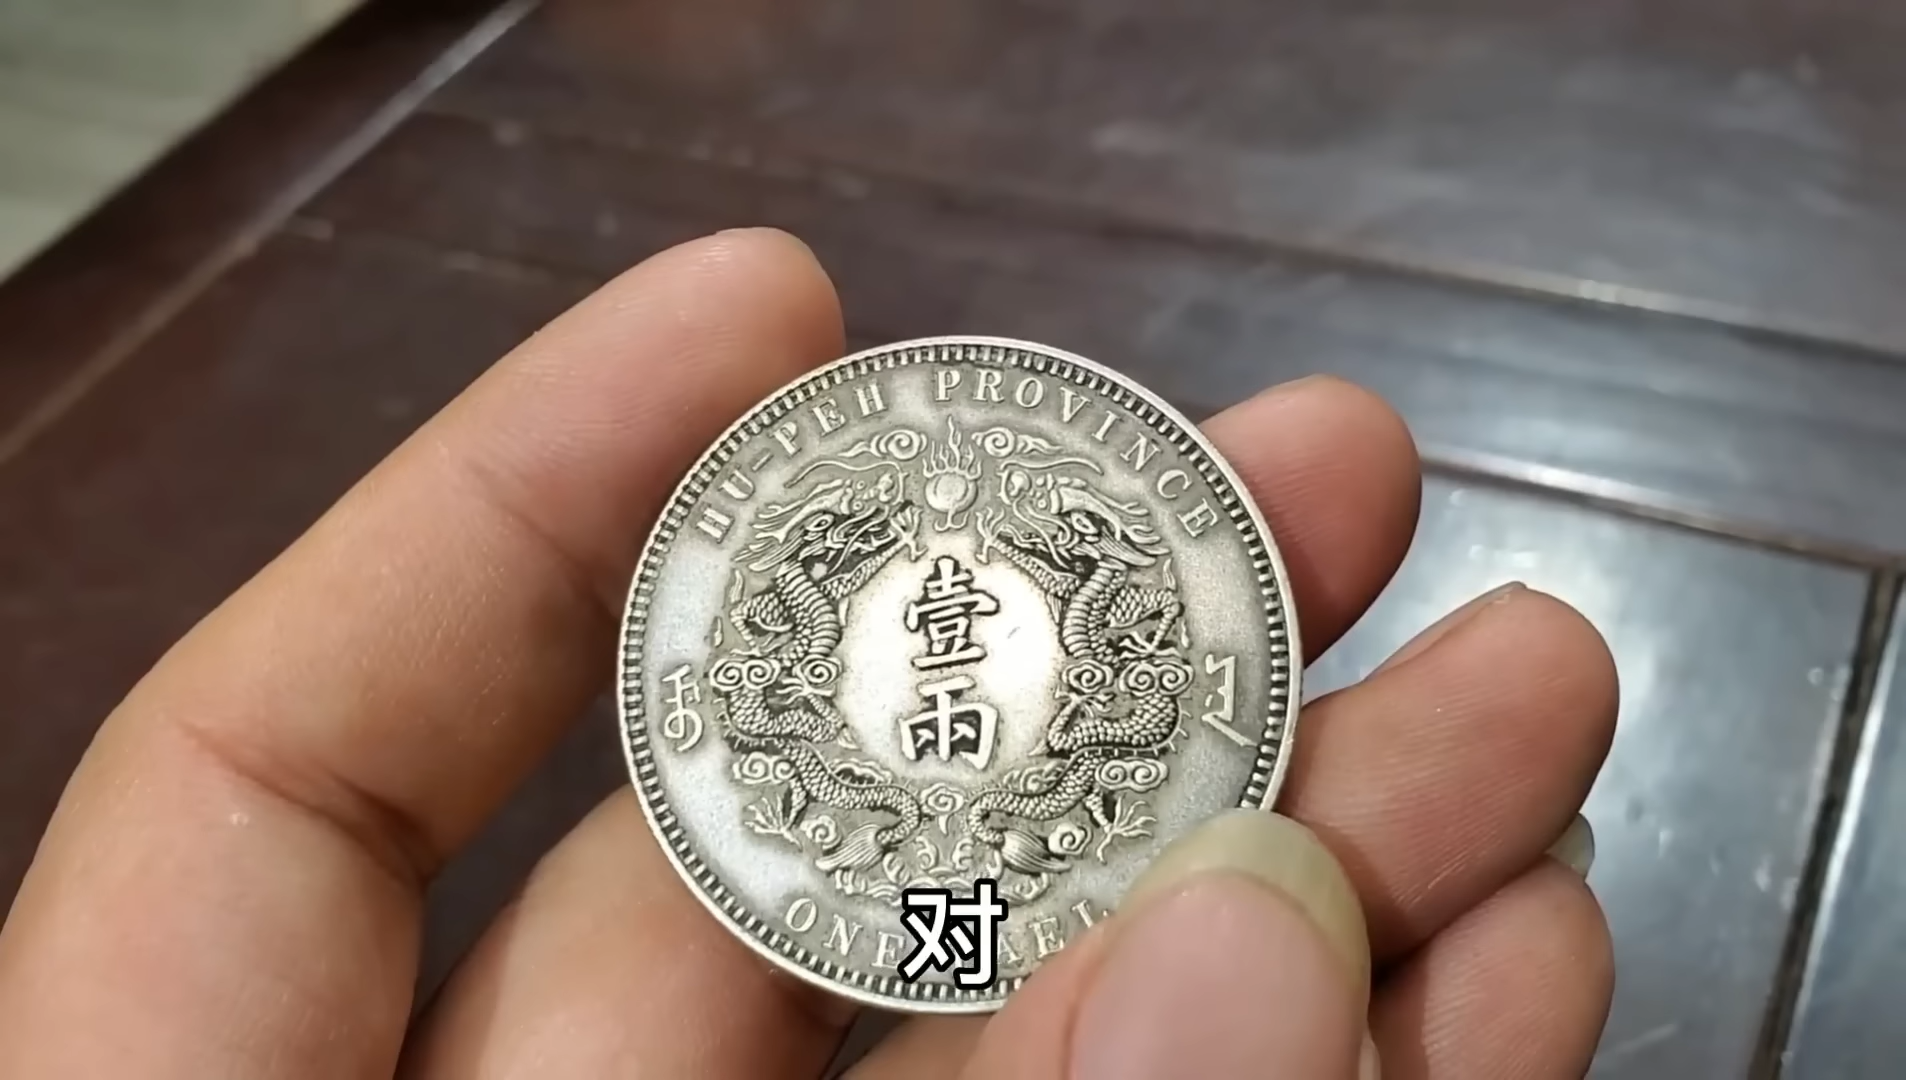 HU-PEH PROVINCE
壹
兩
ONE
对